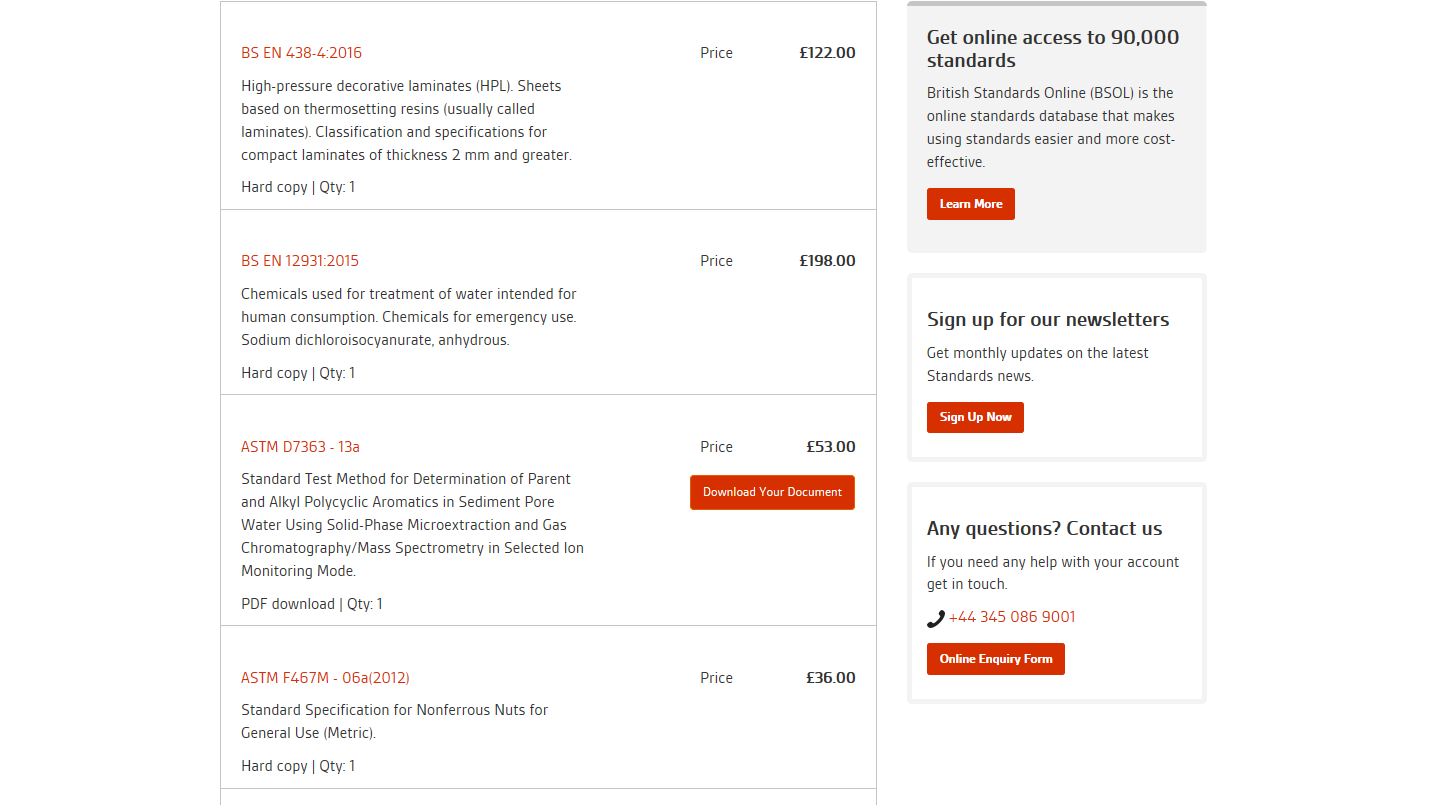 BS EN 438-4:2016 Price £122.00
High-pressure decorative laminates (HPL). Sheets
based on thermosetting resins (usually called
laminates). Classification and specifications for
compact laminates of thickness 2 mm and greater.
Hard copy | Qty: 1
BS EN 12931:2015 Price £198.00
Chemicals used for treatment of water intended for
human consumption. Chemicals for emergency use.
Sodium dichloroisocyanurate, anhydrous.
Hard copy | Qty: 1
ASTM D7363 - 13a Price £53.00
Standard Test Method for Determination of Parent
and Alkyl Polycyclic Aromatics in Sediment Pore
Water Using Solid-Phase Microextraction and Gas
Chromatography/Mass Spectrometry in Selected Ion
Monitoring Mode.
Download Your Document
PDF download | Qty: 1
ASTM F467M - 06a(2012) Price £36.00
Standard Specification for Nonferrous Nuts for
General Use (Metric).
Hard copy | Qty: 1
Get online access to 90,000
standards
British Standards Online (BSOL) is the
online standards database that makes
using standards easier and more cost-
effective.
Learn More
Sign up for our newsletters
Get monthly updates on the latest
Standards news.
Sign Up Now
Any questions? Contact us
If you need any help with your account
get in touch.
+44 345 086 9001
Online Enquiry Form